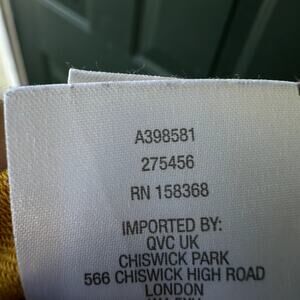 A398581
275456
RN 158368
IMPORTED BY:
QVC UK
CHISWICK PARK
566 CHISWICK HIGH ROAD
LONDON